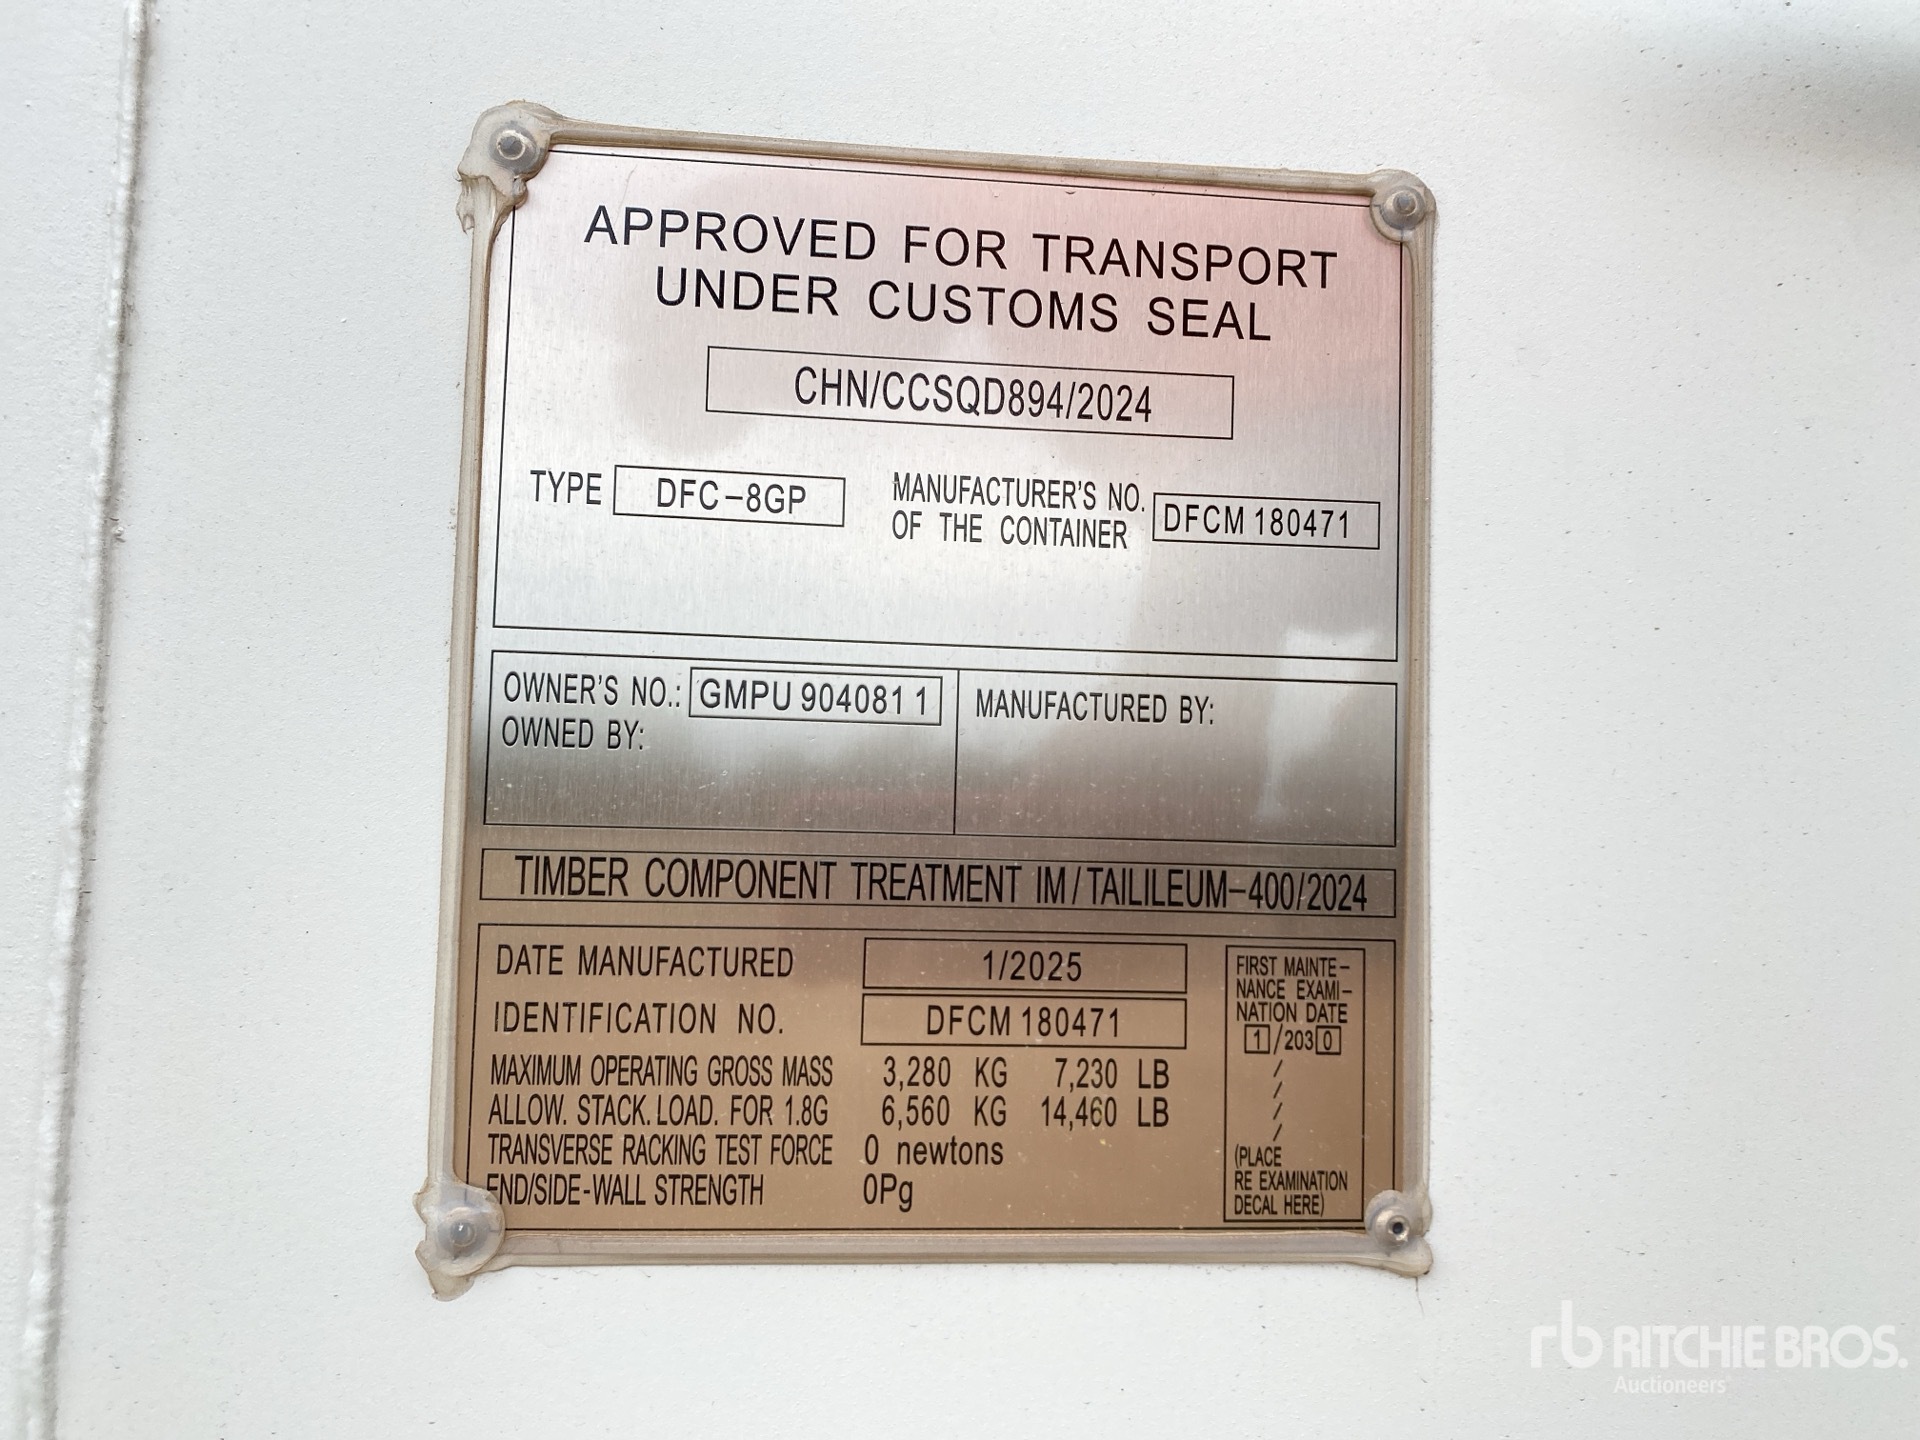 APPROVED FOR TRANSPORT
UNDER CUSTOMS SEAL
CHN/CCSQD894/2024
TYPE DFC-8GP
MANUFACTURER'S NO.
OF THE CONTAINER
DFCM 180471
OWNER'S NO.: GMPU 904081 1
OWNED BY:
MANUFACTURED BY:
TIMBER COMPONENT TREATMENT IM/TAILILEUM-400/2024
DATE MANUFACTURED 1/2025
IDENTIFICATION NO. DFCM 180471
MAXIMUM OPERATING GROSS MASS 3,280 KG 7,230 LB
ALLOW. STACK. LOAD. FOR 1.8G 6,560 KG 14,460 LB
TRANSVERSE RACKING TEST FORCE 0 newtons
END/SIDE-WALL STRENGTH 0Pg
FIRST MAINTE-
NANCE EXAMI-
NATION DATE
1/2030
/
/
/
/
(PLACE
RE EXAMINATION
DECAL HERE)
rb RITCHIE BROS.
Auctioneers